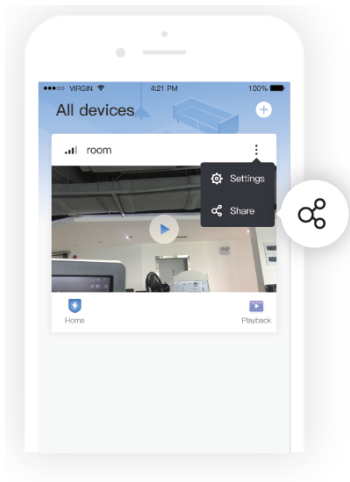 VIRGIN 4:21 PM 100%
All devices
room
Settings
Share
Home Playback